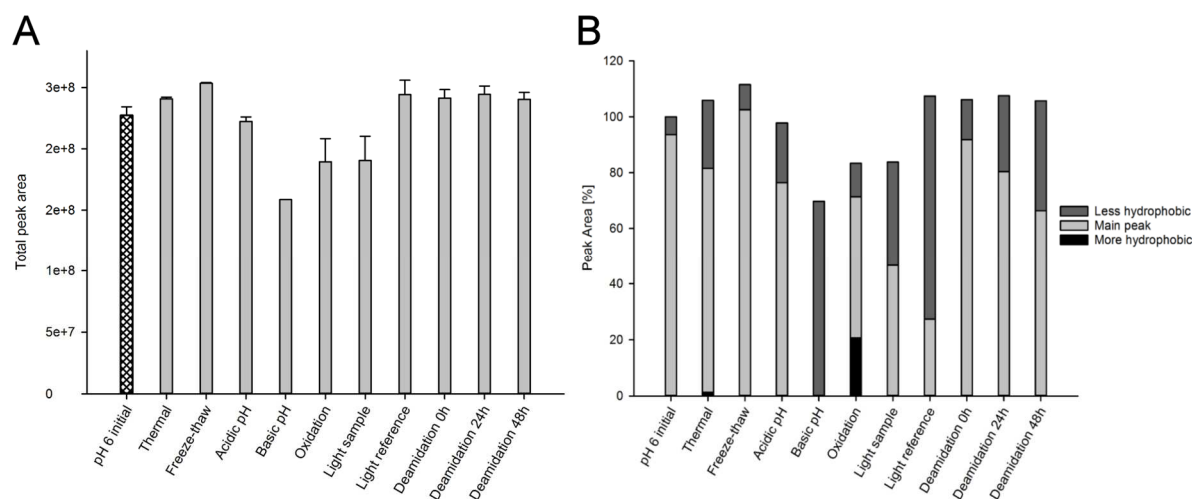 A
Total peak area
3e+8
2e+8
2e+8
1e+8
5e+7
0
pH 6 initial
Thermal
Freeze-thaw
Acidic pH
Basic pH
Oxidation
Light sample
Light reference
Deamidation 0h
Deamidation 24h
Deamidation 48h
B
Peak Area [%]
120
100
80
60
40
20
0
pH 6 initial
Thermal
Freeze-thaw
Acidic pH
Basic pH
Oxidation
Light sample
Light reference
Deamidation 0h
Deamidation 24h
Deamidation 48h
Less hydrophobic
Main peak
More hydrophobic